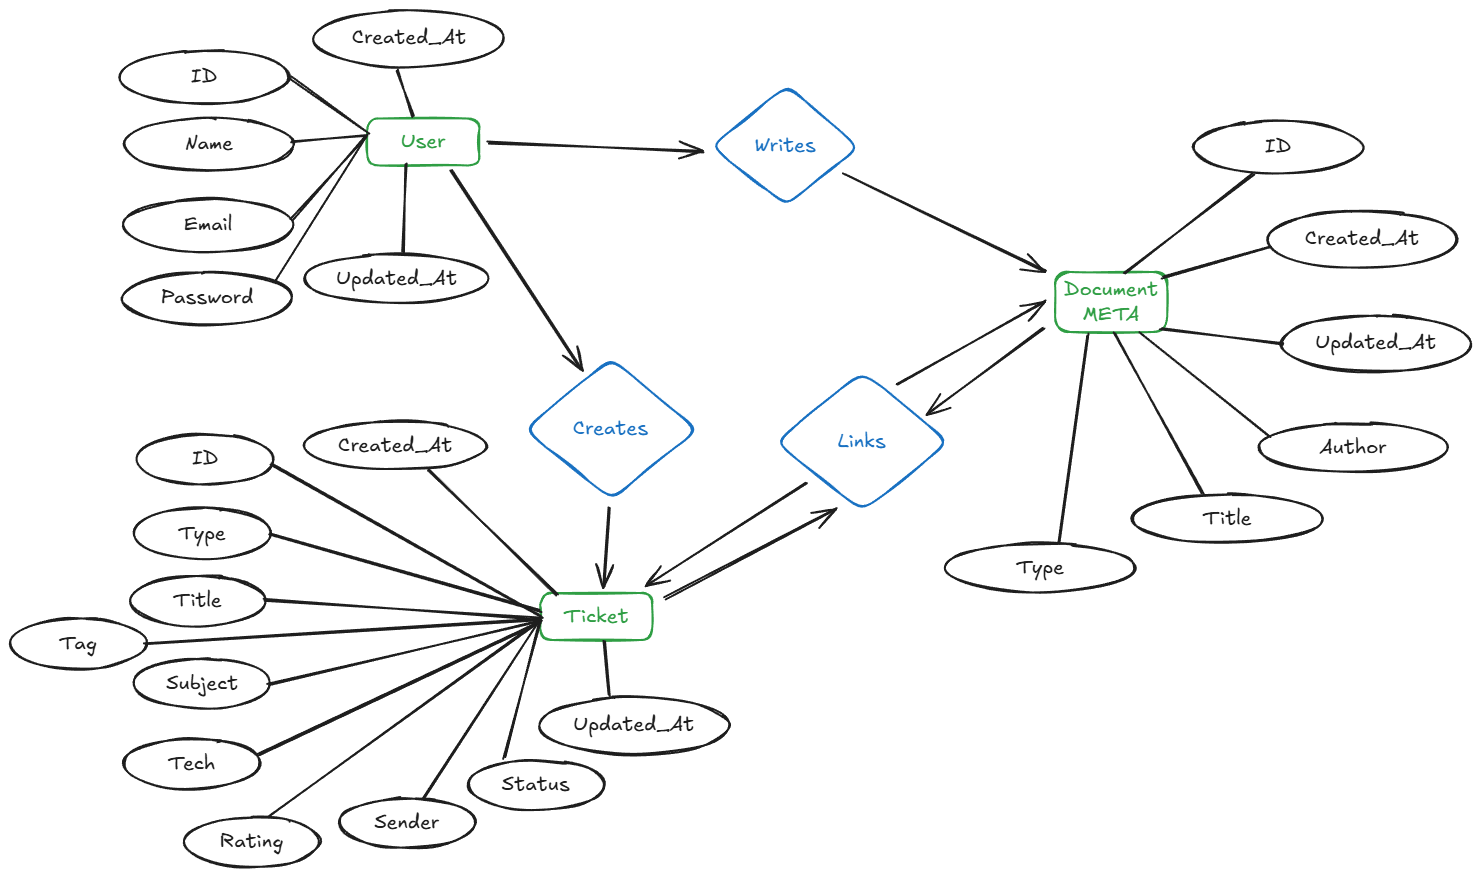 Created_At
ID
User
Name
Writes
ID
Email
Created_At
Password
Updated_At
Document
META
Updated_At
Creates
Links
Created_At
ID
Author
Type
Title
Type
Title
Ticket
Tag
Subject
Updated_At
Tech
Status
Sender
Rating